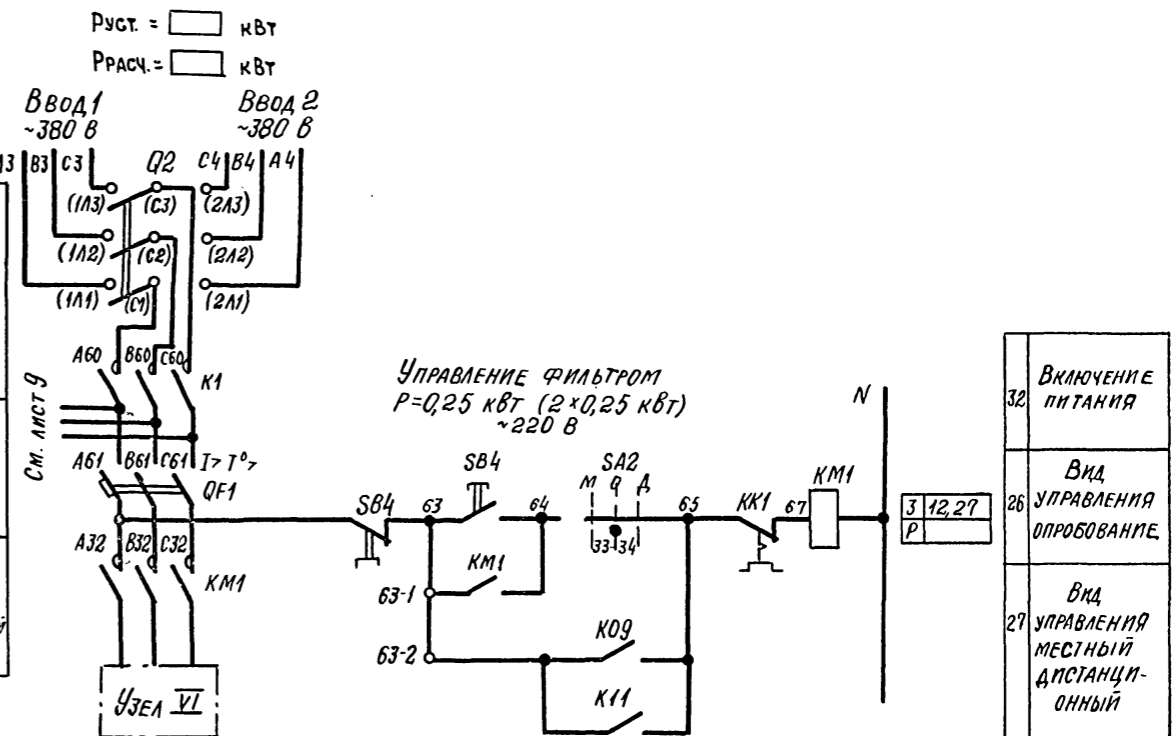 Руст. = кВт
Ррасч. = кВт
Ввод 1
~380 В
Ввод 2
~380 В
А3 В3 С3 Q2 С4 В4 А4
(1Л3) (С3) (2Л3)
(1Л2) (С2) (2Л2)
(1Л1) (С1) (2Л1)
А60 В60 С60
К1
См. лист 9
А61 В61 С61 I> T°>
QF1
Управление фильтром
Р=0,25 кВт (2×0,25 кВт)
~220 В
SB4 SA2
М О Д
N
KM1
SB4 63 64 33 34 65 КК1 67
З 12,27
Р
А32 В32 С32
КМ1
63-1 КМ1
63-2 К09
К11
Узел VI
32 Включение
питания
26 Вид
управления
опробование
27 Вид
управления
местный
дистанци-
онный